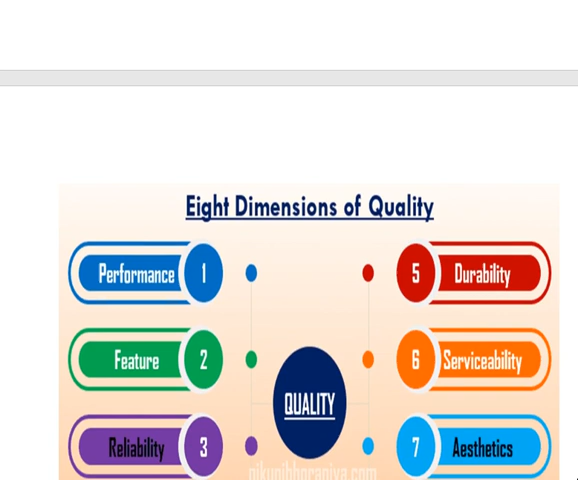 Eight Dimensions of Quality
Performance 1
5 Durability
Feature 2
6 Serviceability
QUALITY
Reliability 3
7 Aesthetics